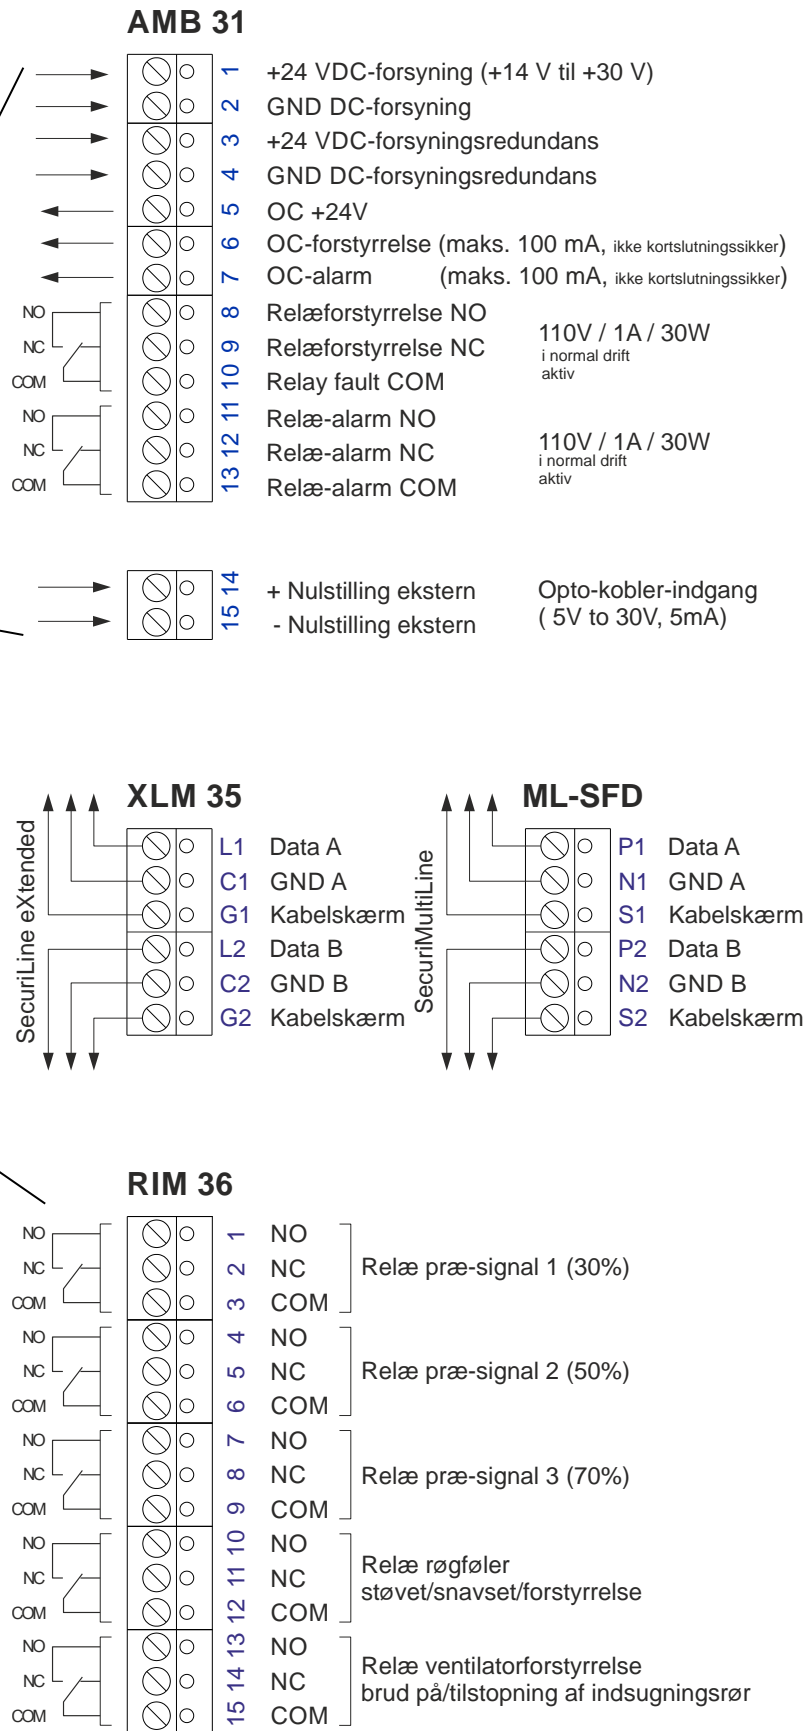 AMB 31
1 +24 VDC-forsyning (+14 V til +30 V)
2 GND DC-forsyning
3 +24 VDC-forsyningsredundans
4 GND DC-forsyningsredundans
5 OC +24V
6 OC-forstyrrelse (maks. 100 mA, ikke kortslutningssikker)
7 OC-alarm (maks. 100 mA, ikke kortslutningssikker)
NO 8 Relæforstyrrelse NO
NC 9 Relæforstyrrelse NC
COM 10 Relay fault COM
110V / 1A / 30W
i normal drift
aktiv
NO 11 Relæ-alarm NO
NC 12 Relæ-alarm NC
COM 13 Relæ-alarm COM
110V / 1A / 30W
i normal drift
aktiv
14 + Nulstilling ekstern
15 - Nulstilling ekstern
Opto-kobler-indgang
( 5V to 30V, 5mA)
XLM 35
SecuriLine eXtended
L1 Data A
C1 GND A
G1 Kabelskærm
L2 Data B
C2 GND B
G2 Kabelskærm
ML-SFD
SecuriMultiLine
P1 Data A
N1 GND A
S1 Kabelskærm
P2 Data B
N2 GND B
S2 Kabelskærm
RIM 36
NO 1 NO
NC 2 NC
COM 3 COM
Relæ præ-signal 1 (30%)
NO 4 NO
NC 5 NC
COM 6 COM
Relæ præ-signal 2 (50%)
NO 7 NO
NC 8 NC
COM 9 COM
Relæ præ-signal 3 (70%)
NO 10 NO
NC 11 NC
COM 12 COM
Relæ røgføler
støvet/snavset/forstyrrelse
NO 13 NO
NC 14 NC
COM 15 COM
Relæ ventilatorforstyrrelse
brud på/tilstopning af indsugningsrør